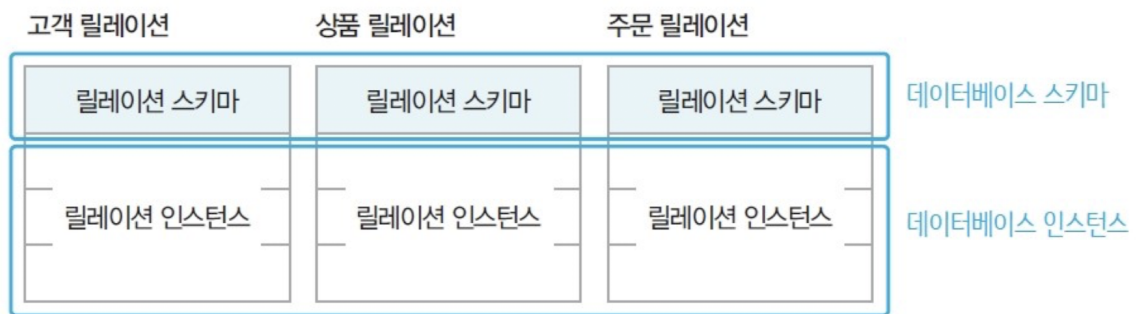 고객 릴레이션 상품 릴레이션 주문 릴레이션
릴레이션 스키마 릴레이션 스키마 릴레이션 스키마 데이터베이스 스키마
릴레이션 인스턴스 릴레이션 인스턴스 릴레이션 인스턴스 데이터베이스 인스턴스